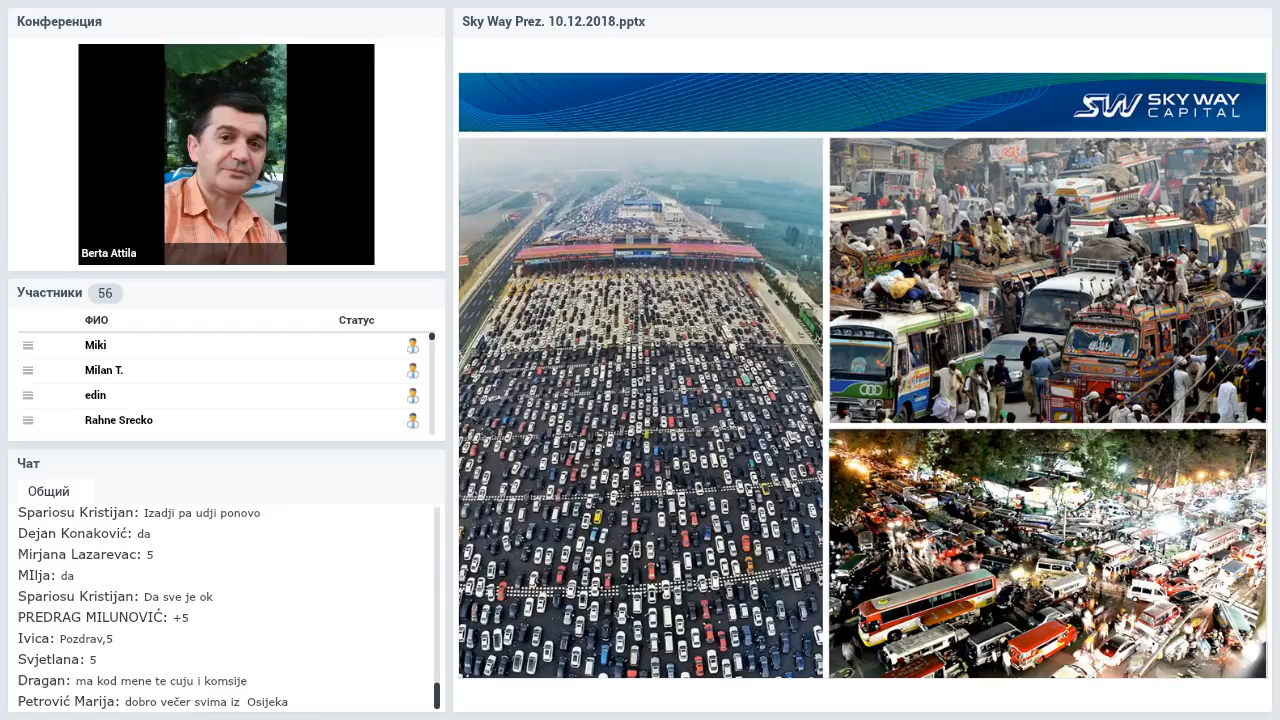 Конференция
Berta Attila
Участники 56
ФИО Статус
Miki
Milan T.
edin
Rahne Srecko
Чат
Общий
Spariosu Kristijan: Izadji pa udji ponovo
Dejan Konaković: da
Mirjana Lazarevac: 5
MIlja: da
Spariosu Kristijan: Da sve je ok
PREDRAG MILUNOVIĆ: +5
Ivica: Pozdrav,5
Svjetlana: 5
Dragan: ma kod mene te cuju i komsije
Petrović Marija: dobro večer svima iz  Osijeka
Sky Way Prez. 10.12.2018.pptx
SW SKY WAY
CAPITAL